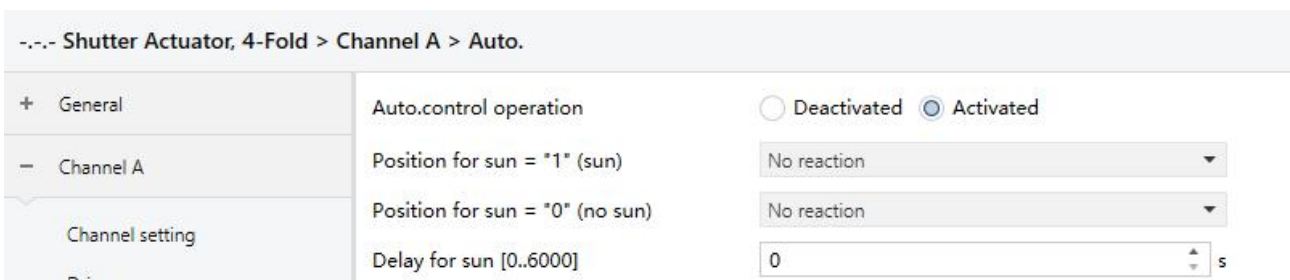 -.-.- Shutter Actuator, 4-Fold > Channel A > Auto.
+ General
Auto.control operation Deactivated Activated
− Channel A
Position for sun = "1" (sun) No reaction
Position for sun = "0" (no sun) No reaction
Channel setting
Delay for sun [0..6000] 0 s